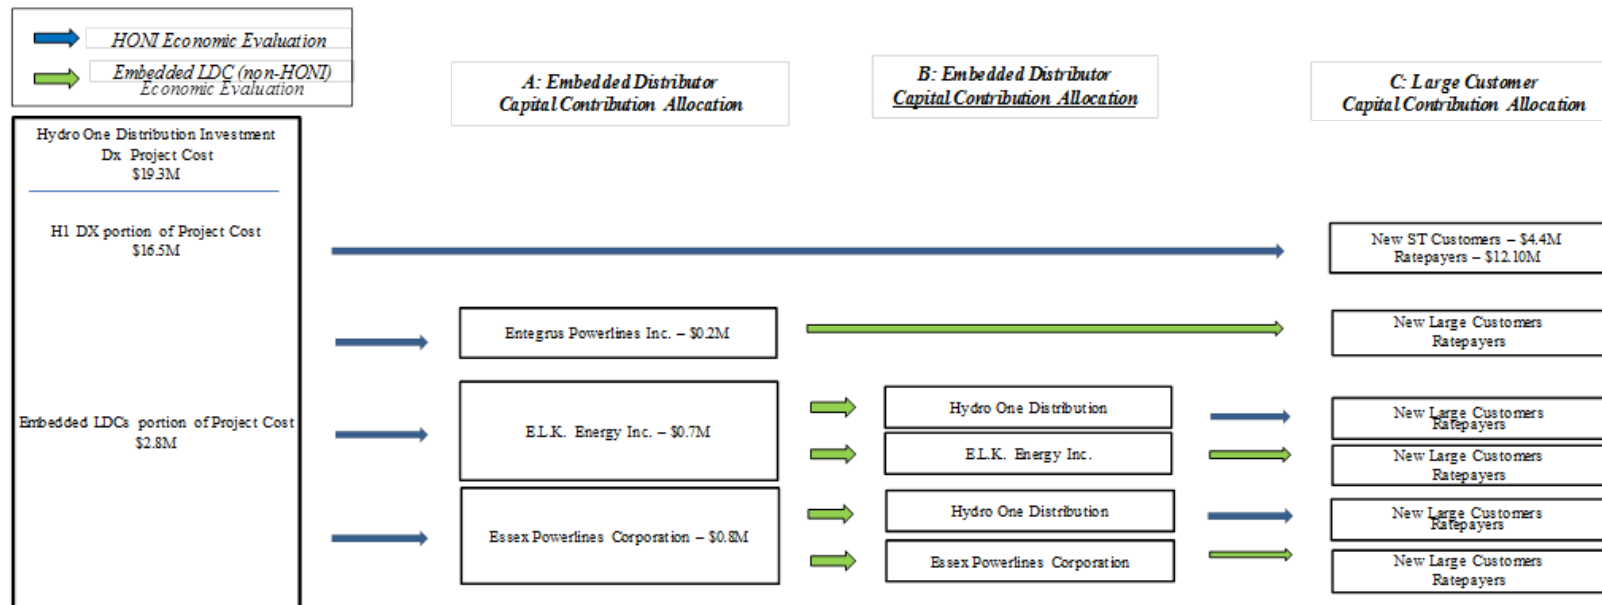 HONI Economic Evaluation
Embedded LDC (non-HONI)
Economic Evaluation
A: Embedded Distributor
Capital Contribution Allocation
B: Embedded Distributor
Capital Contribution Allocation
C: Large Customer
Capital Contribution Allocation
Hydro One Distribution Investment
Dx Project Cost
$19.3M
H1 DX portion of Project Cost
$16.5M
New ST Customers – $4.4M
Ratepayers – $12.10M
Entegrus Powerlines Inc. – $0.2M
New Large Customers
Ratepayers
Embedded LDCs portion of Project Cost
$2.8M
E.L.K. Energy Inc. – $0.7M
Hydro One Distribution
New Large Customers
Ratepayers
E.L.K. Energy Inc.
New Large Customers
Ratepayers
Essex Powerlines Corporation – $0.8M
Hydro One Distribution
New Large Customers
Ratepayers
Essex Powerlines Corporation
New Large Customers
Ratepayers